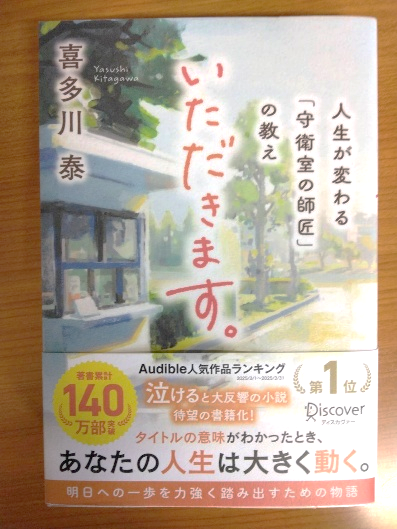 人生が変わる
「守衛室の師匠」
の教え
いただきます。
Yasushi
Kitagawa
喜多川 泰
Audible人気作品ランキング
2025/2/1〜2025/2/31
第1位
著書累計
140
万部突破
泣けると大反響の小説
待望の書籍化!
Discover
ディスカヴァー
タイトルの意味がわかったとき、
あなたの人生は大きく動く。
明日への一歩を力強く踏み出すための物語